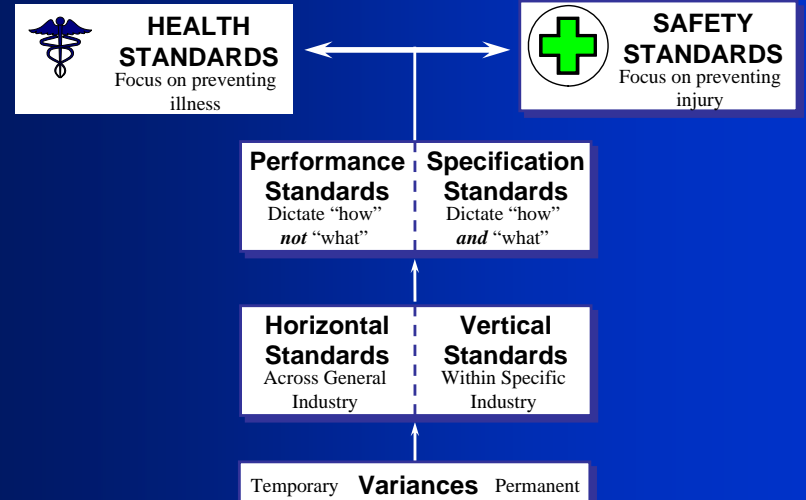 HEALTH
STANDARDS
Focus on preventing
illness
SAFETY
STANDARDS
Focus on preventing
injury
Performance
Standards
Dictate “how”
not “what”
Specification
Standards
Dictate “how”
and “what”
Horizontal
Standards
Across General
Industry
Vertical
Standards
Within Specific
Industry
Temporary Variances Permanent